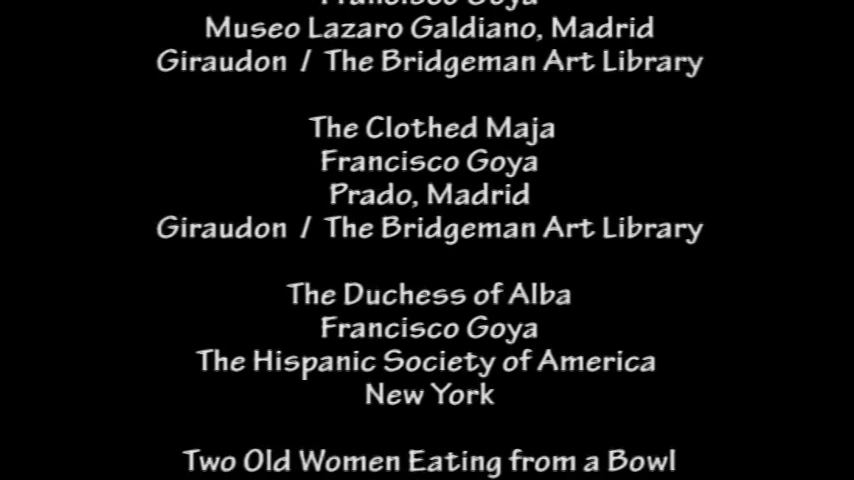 Francisco Goya
Museo Lazaro Galdiano, Madrid
Giraudon / The Bridgeman Art Library
The Clothed Maja
Francisco Goya
Prado, Madrid
Giraudon / The Bridgeman Art Library
The Duchess of Alba
Francisco Goya
The Hispanic Society of America
New York
Two Old Women Eating from a Bowl